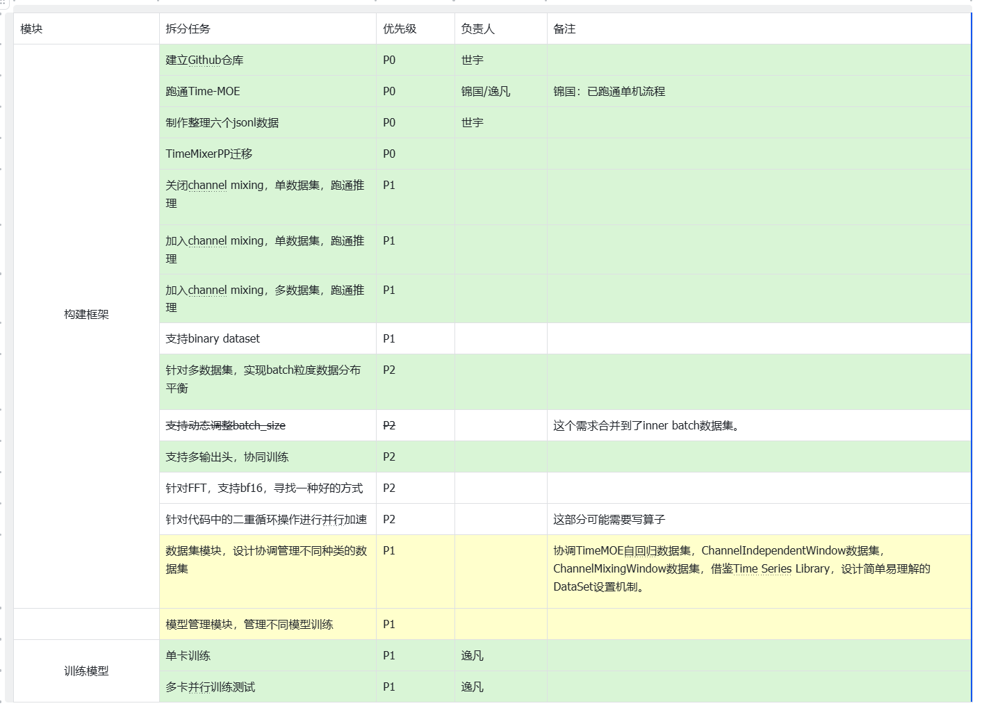 模块 拆分任务 优先级 负责人 备注
建立Github仓库 P0 世宇
跑通Time-MOE P0 锦国/逸凡 锦国：已跑通单机流程
制作整理六个jsonl数据 P0 世宇
TimeMixerPP迁移 P0
关闭channel mixing，单数据集，跑通推 P1
理
加入channel mixing，单数据集，跑通推 P1
理
加入channel mixing，多数据集，跑通推 P1
理
构建框架
支持binary dataset P1
针对多数据集，实现batch粒度数据分布 P2
平衡
支持动态调整batch_size P2 这个需求合并到了inner batch数据集。
支持多输出头，协同训练 P2
针对FFT，支持bf16，寻找一种好的方式 P2
针对代码中的二重循环操作进行并行加速 P2 这部分可能需要写算子
数据集模块，设计协调管理不同种类的数 P1 协调TimeMOE自回归数据集，ChannelIndependentWindow数据集，
据集 ChannelMixingWindow数据集，借鉴Time Series Library，设计简单易理解的
DataSet设置机制。
模型管理模块，管理不同模型训练 P1
单卡训练 P1 逸凡
训练模型
多卡并行训练测试 P1 逸凡